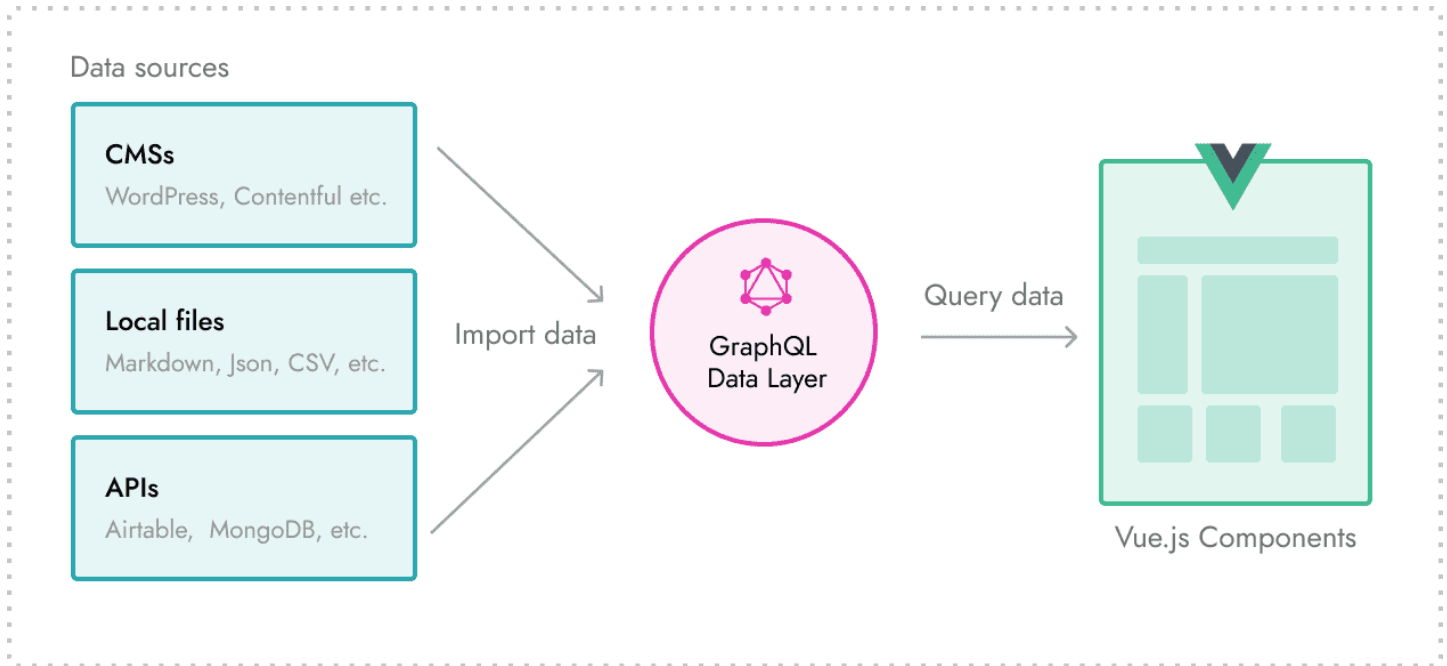 Data sources
CMSs
WordPress, Contentful etc.
Local files
Markdown, Json, CSV, etc.
APIs
Airtable, MongoDB, etc.
Import data
GraphQL
Data Layer
Query data
Vue.js Components